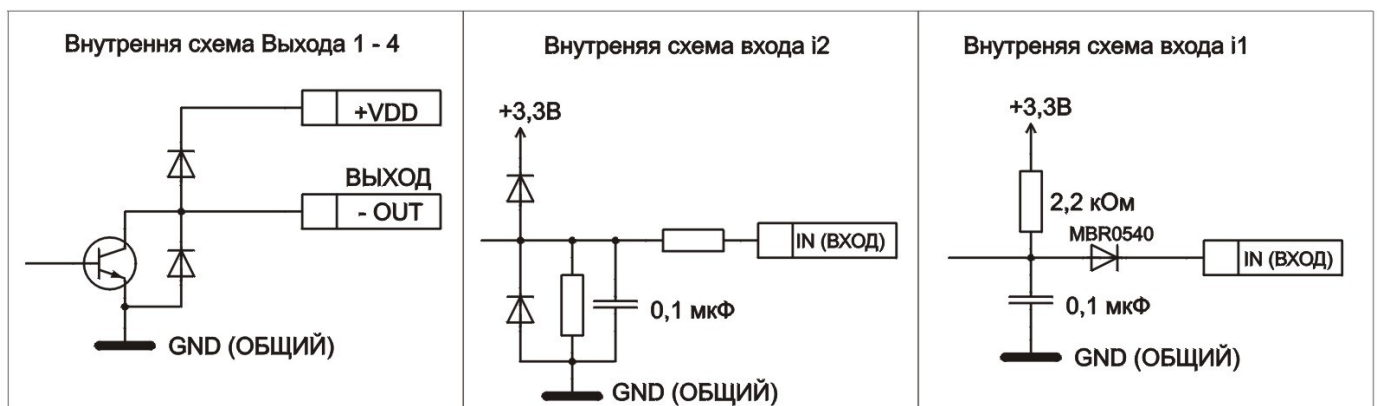 Внутрення схема Выхода 1 - 4
+VDD
ВЫХОД
- OUT
GND (ОБЩИЙ)
Внутреняя схема входа i2
+3,3В
IN (ВХОД)
0,1 мкФ
GND (ОБЩИЙ)
Внутреняя схема входа i1
+3,3В
2,2 кОм
MBR0540
IN (ВХОД)
0,1 мкФ
GND (ОБЩИЙ)